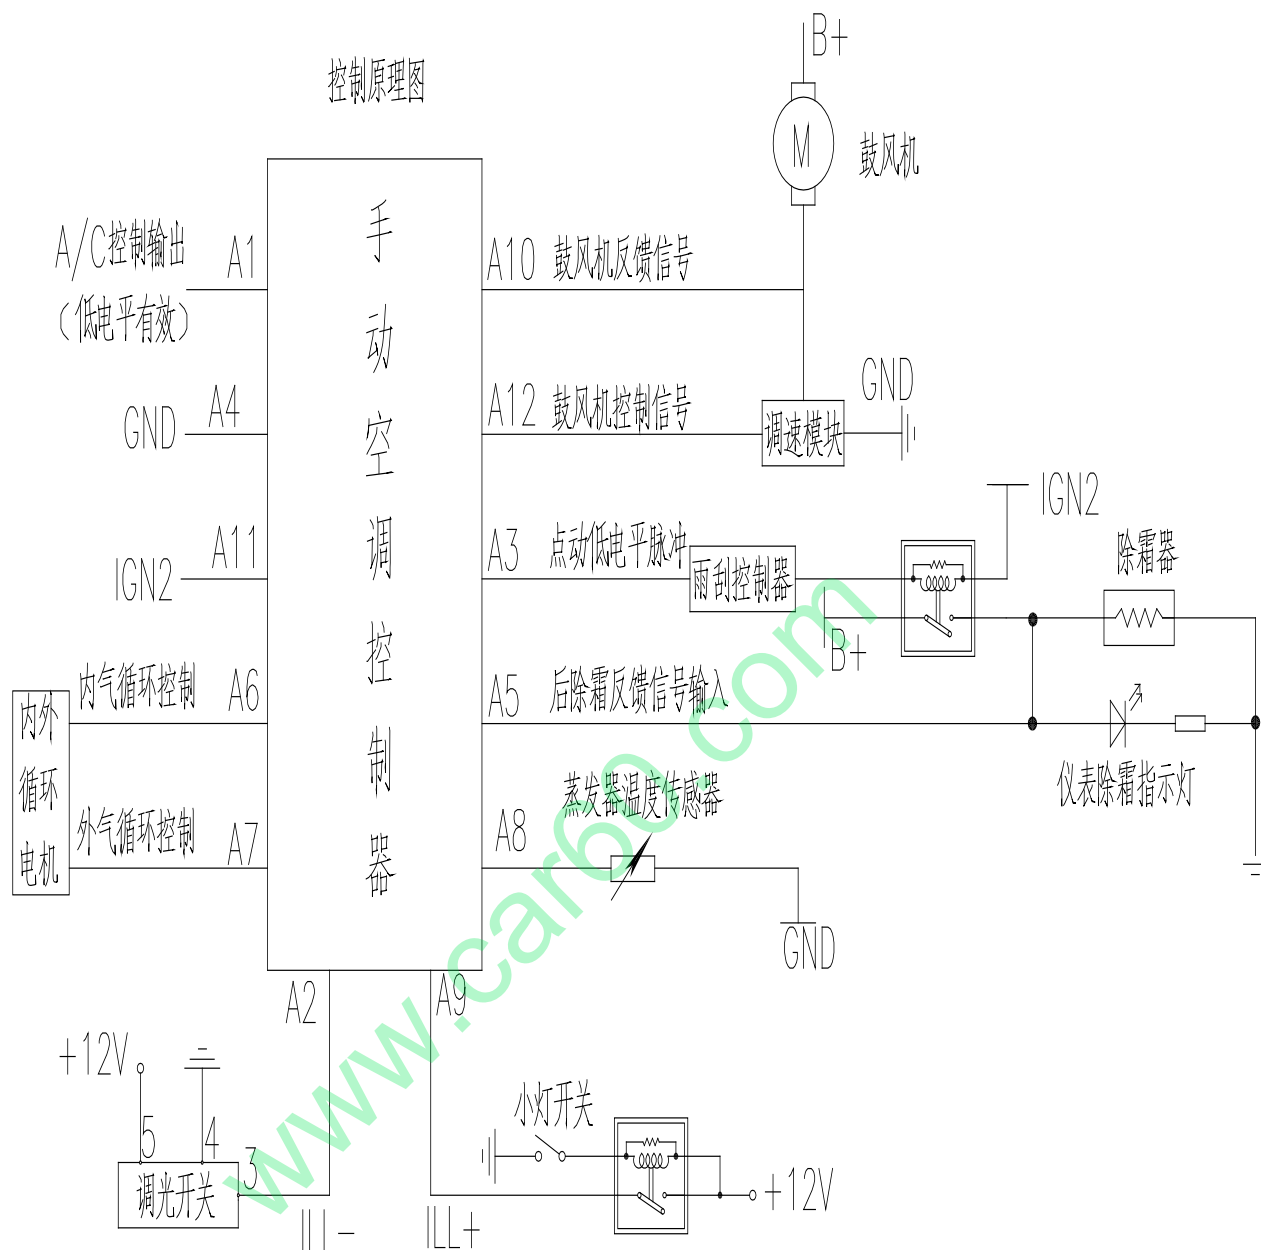 B+
控制原理图
M
鼓风机
手动空调控制器
A/C控制输出
(低电平有效)
A1
A10 鼓风机反馈信号
GND
A4
A12 鼓风机控制信号
调速模块
GND
IGN2
A11
A3 点动低电平脉冲
雨刮控制器
IGN2
除霜器
B+
内气循环控制 A6
内外循环电机
A5 后除霜反馈信号输入
仪表除霜指示灯
外气循环控制 A7
A8
蒸发器温度传感器
GND
A2
A9
+12V
5
4
3
调光开关
小灯开关
+12V
ILL-
ILL+
www.car60.com